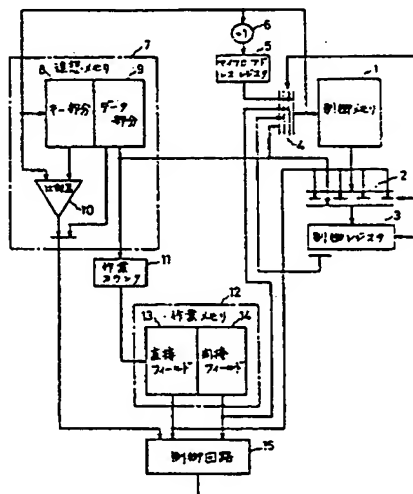 6
+1
7
5
マイクロアド
レスレジスタ
8
連想メモリ
9
キー部分
データ
部分
1
制御メモリ
4
2
比較器
10
3
制御レジスタ
作業
カウンタ
11
12
13
作業メモリ
14
直接
フィールド
間接
フィールド
制御回路
15